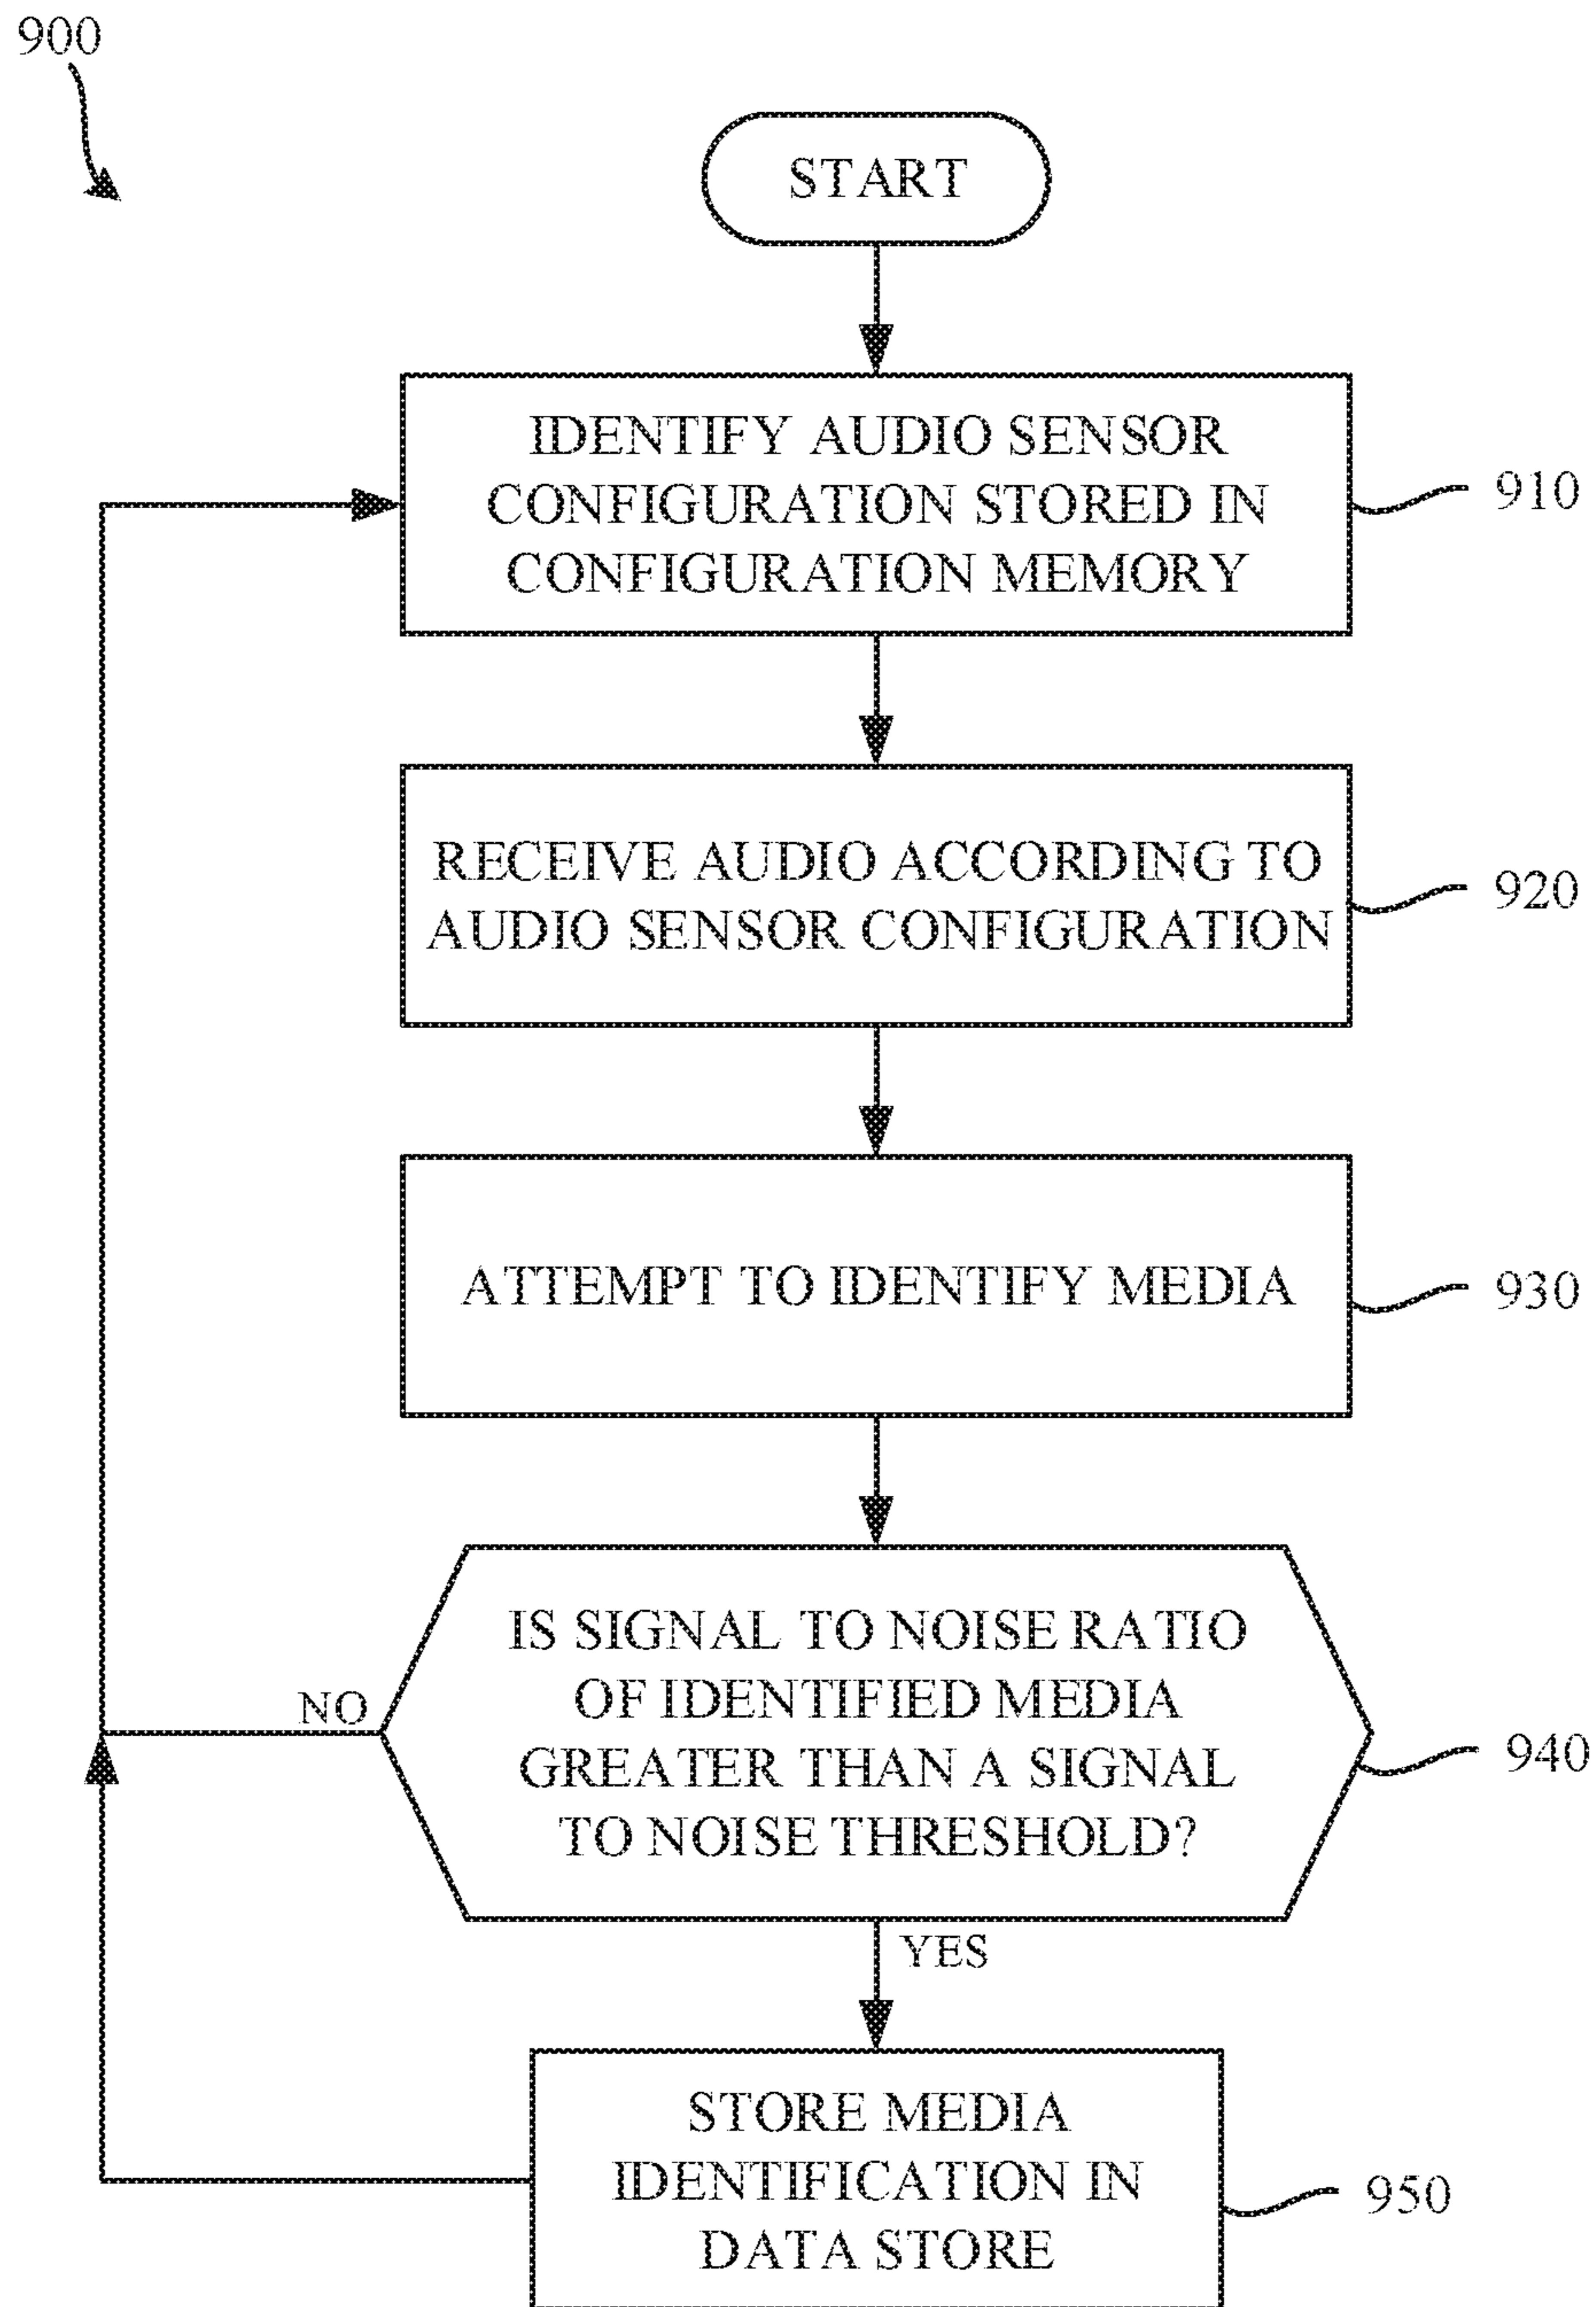 900
START
IDENTIFY AUDIO SENSOR
CONFIGURATION STORED IN
CONFIGURATION MEMORY
910
RECEIVE AUDIO ACCORDING TO
AUDIO SENSOR CONFIGURATION
920
ATTEMPT TO IDENTIFY MEDIA
930
IS SIGNAL TO NOISE RATIO
OF IDENTIFIED MEDIA
GREATER THAN A SIGNAL
TO NOISE THRESHOLD?
NO
940
YES
STORE MEDIA
IDENTIFICATION IN
DATA STORE
950